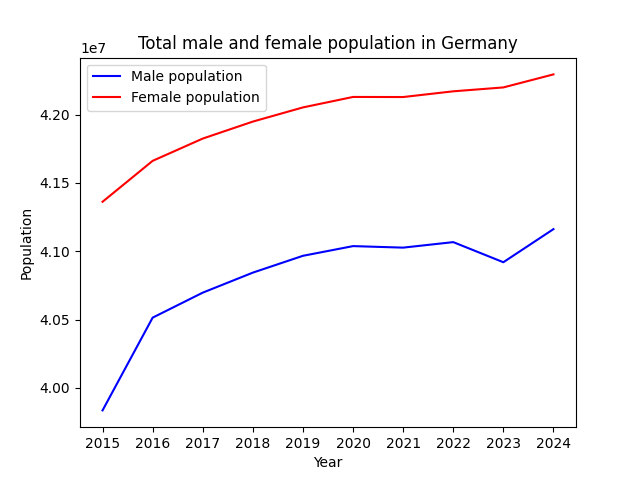 Total male and female population in Germany
1e7
Male population
Female population
4.20
4.15
4.10
4.05
4.00
Population
2015 2016 2017 2018 2019 2020 2021 2022 2023 2024
Year